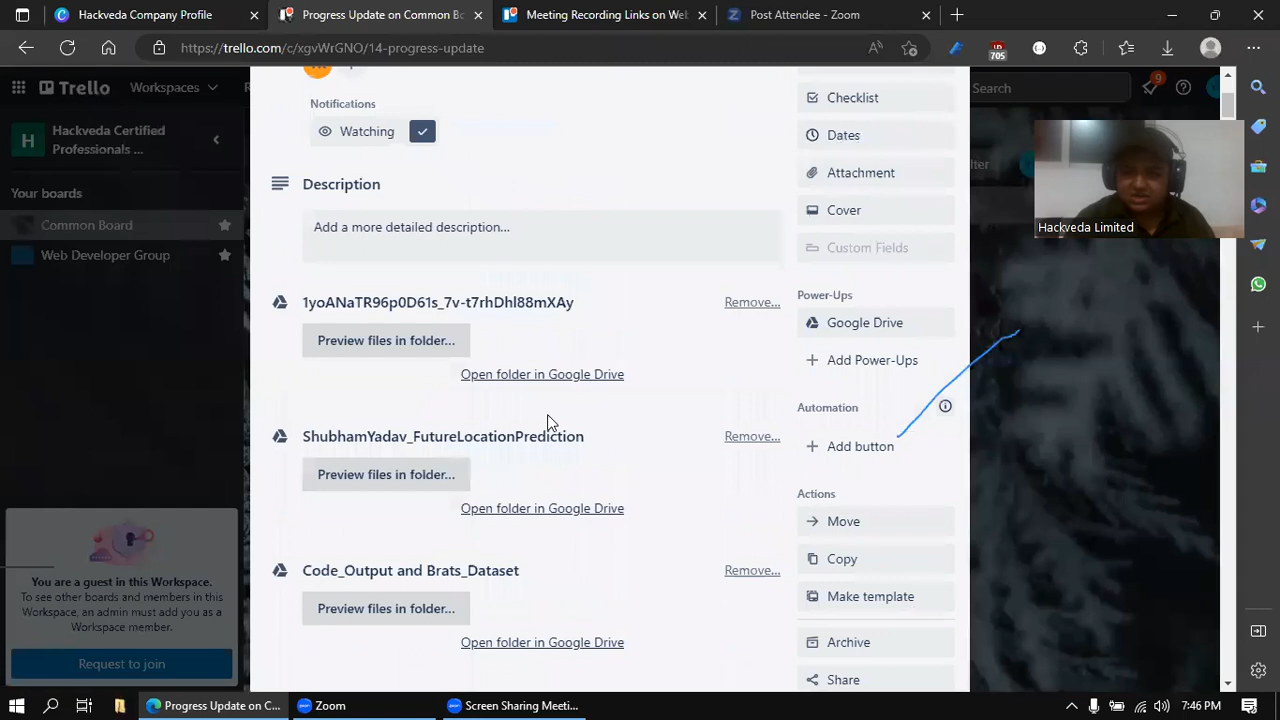 Hackveda Company Profile
Progress Update on Bo
Meeting Recording Links on Web
Post Attendee - Zoom
https://trello.com/c/xgvWrGNO/14-progress-update
705
Trello
Workspaces
Search
9
Hackveda Certified
Professionals ...
H
Your boards
Common Board
Web Developer Group
You are a guest in this Workspace.
To see other boards and members in this
Workspace, an admin must add you as a
Workspace member.
Request to join
Notifications
Watching
Description
Add a more detailed description...
1yoANaTR96p0D61s_7v-t7rhDhl88mXAy
Remove...
Preview files in folder...
Open folder in Google Drive
ShubhamYadav_FutureLocationPrediction
Remove...
Preview files in folder...
Open folder in Google Drive
Code_Output and Brats_Dataset
Remove...
Preview files in folder...
Open folder in Google Drive
Checklist
Dates
Attachment
Cover
Custom Fields
Power-Ups
Google Drive
Add Power-Ups
Automation
Add button
Actions
Move
Copy
Make template
Archive
Share
Hackveda Limited
Progress Update on C...
Zoom
Screen Sharing Meeti...
7:46 PM